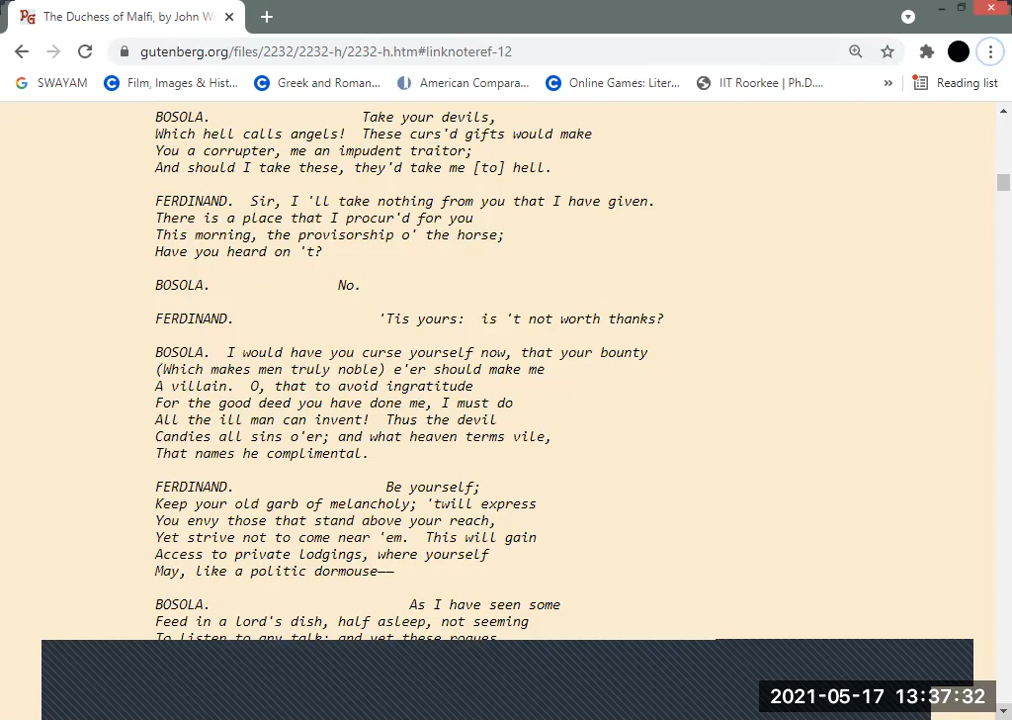 The Duchess of Malfi, by John W
gutenberg.org/files/2232/2232-h/2232-h.htm#linknoteref-12
SWAYAM Film, Images & Hist... Greek and Roman... American Compara... Online Games: Liter... IIT Roorkee | Ph.D.... » Reading list
BOSOLA. Take your devils,
Which hell calls angels! These curs'd gifts would make
You a corrupter, me an impudent traitor;
And should I take these, they'd take me [to] hell.
FERDINAND. Sir, I 'll take nothing from you that I have given.
There is a place that I procur'd for you
This morning, the provisorship o' the horse;
Have you heard on 't?
BOSOLA. No.
FERDINAND. 'Tis yours: is 't not worth thanks?
BOSOLA. I would have you curse yourself now, that your bounty
(Which makes men truly noble) e'er should make me
A villain. O, that to avoid ingratitude
For the good deed you have done me, I must do
All the ill man can invent! Thus the devil
Candies all sins o'er; and what heaven terms vile,
That names he complimental.
FERDINAND. Be yourself;
Keep your old garb of melancholy; 'twill express
You envy those that stand above your reach,
Yet strive not to come near 'em. This will gain
Access to private lodgings, where yourself
May, like a politic dormouse——
BOSOLA. As I have seen some
Feed in a lord's dish, half asleep, not seeming
To listen to any talk; and yet these rogues
2021-05-17 13:37:32